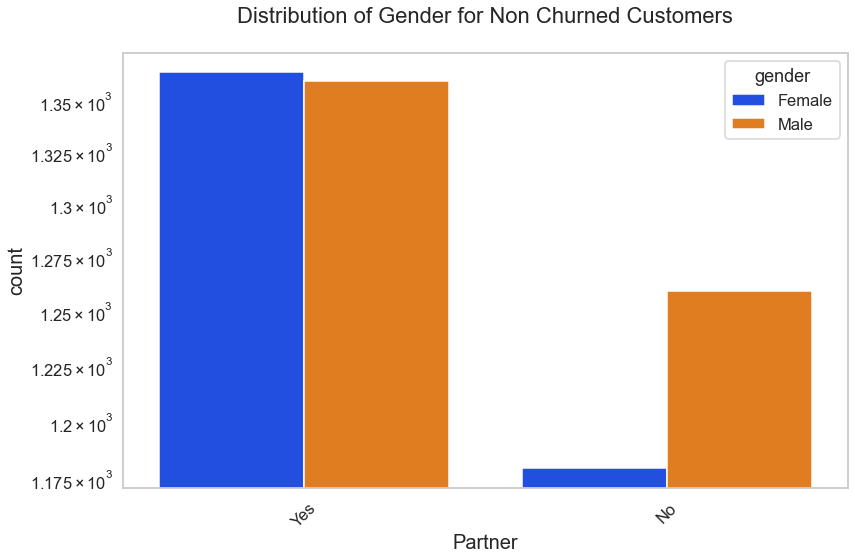 Distribution of Gender for Non Churned Customers
gender
Female
Male
1.35 × 10³
1.325 × 10³
1.3 × 10³
1.275 × 10³
1.25 × 10³
1.225 × 10³
1.2 × 10³
1.175 × 10³
count
Yes
No
Partner